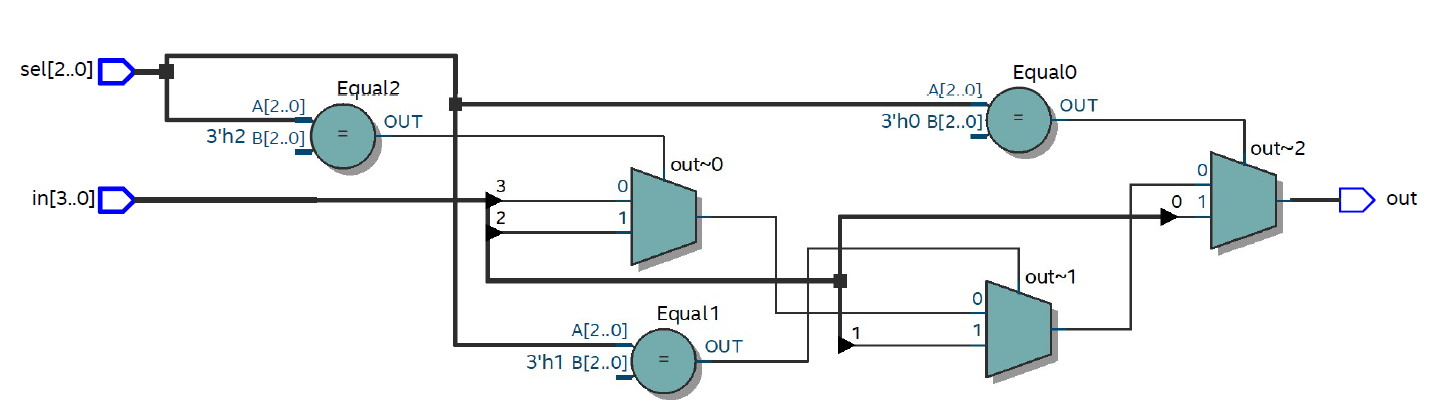 sel[2..0]
Equal2
A[2..0]
3'h2 B[2..0]
=
OUT
Equal0
A[2..0]
3'h0 B[2..0]
=
OUT
in[3..0]
3
2
out~0
0
1
out~2
0
0
1
out
Equal1
A[2..0]
3'h1 B[2..0]
=
OUT
1
out~1
0
1